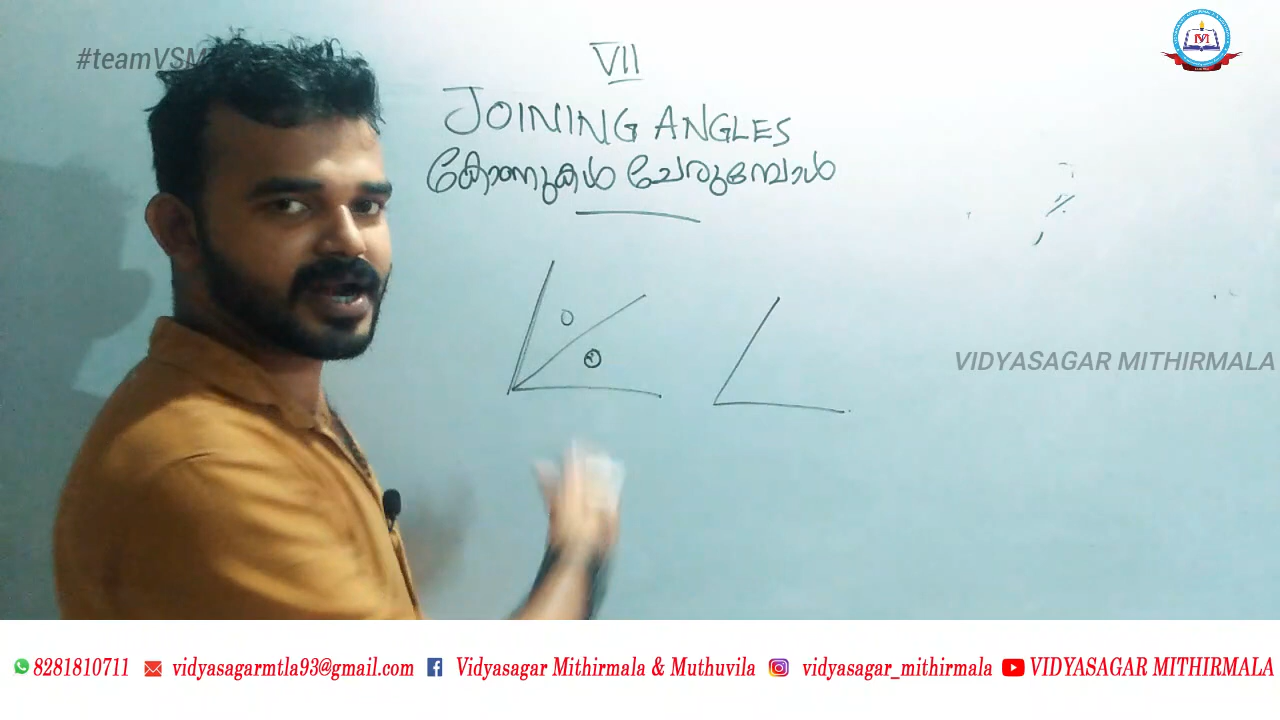 #teamVSM
VII
JOINING ANGLES
കോണുകൾ ചേരുമ്പോൾ
VIDYASAGAR MITHIRMALA
8281810711 vidyasagarmtla93@gmail.com Vidyasagar Mithirmala & Muthuvila vidyasagar_mithirmala VIDYASAGAR MITHIRMALA